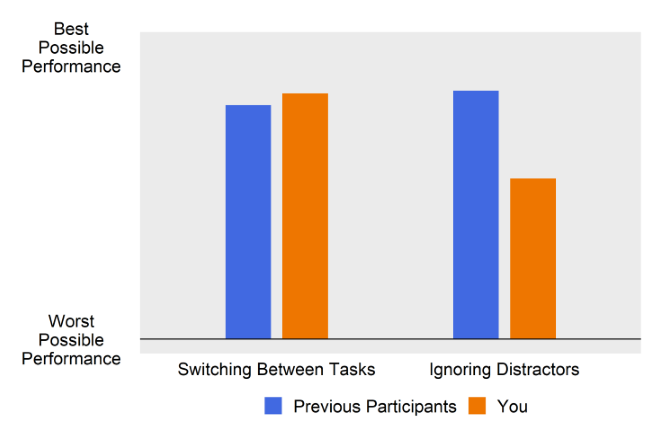 Best
Possible
Performance
Worst
Possible
Performance
Switching Between Tasks
Ignoring Distractors
Previous Participants
You